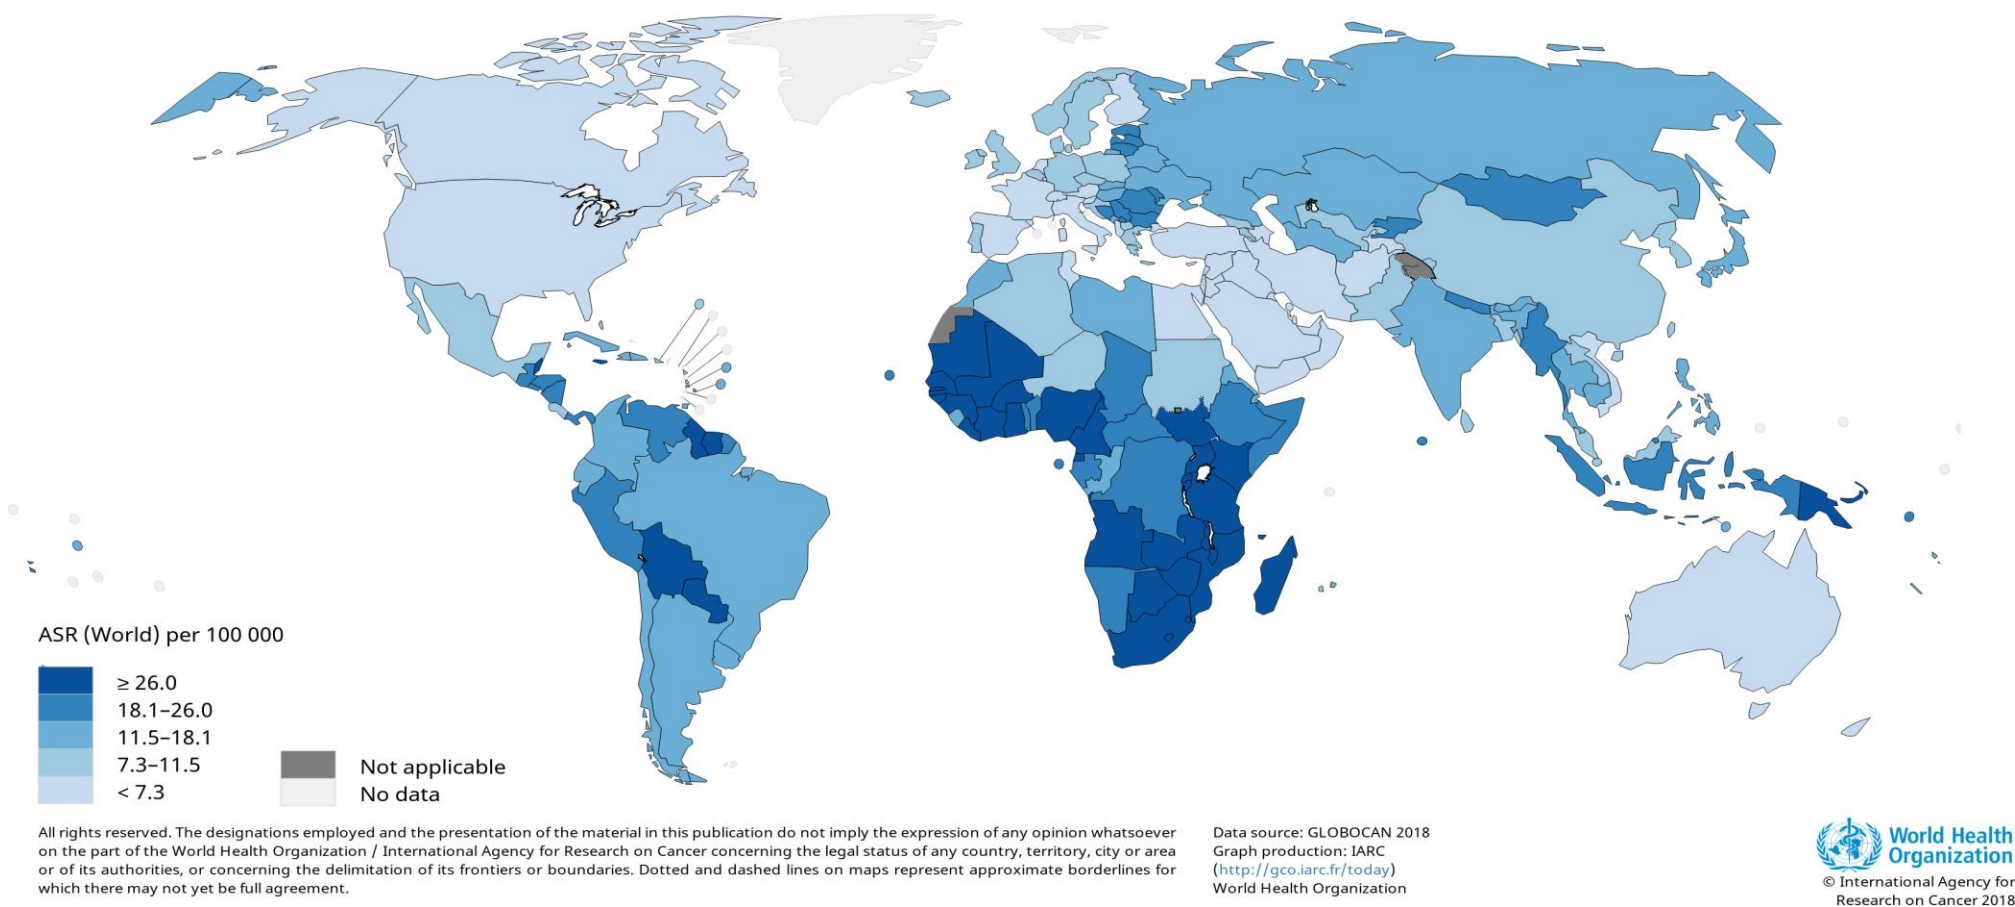 ASR (World) per 100 000
≥ 26.0
18.1–26.0
11.5–18.1
7.3–11.5
< 7.3
Not applicable
No data
All rights reserved. The designations employed and the presentation of the material in this publication do not imply the expression of any opinion whatsoever
on the part of the World Health Organization / International Agency for Research on Cancer concerning the legal status of any country, territory, city or area
or of its authorities, or concerning the delimitation of its frontiers or boundaries. Dotted and dashed lines on maps represent approximate borderlines for
which there may not yet be full agreement.
Data source: GLOBOCAN 2018
Graph production: IARC
(http://gco.iarc.fr/today)
World Health Organization
World Health
Organization
© International Agency for
Research on Cancer 2018